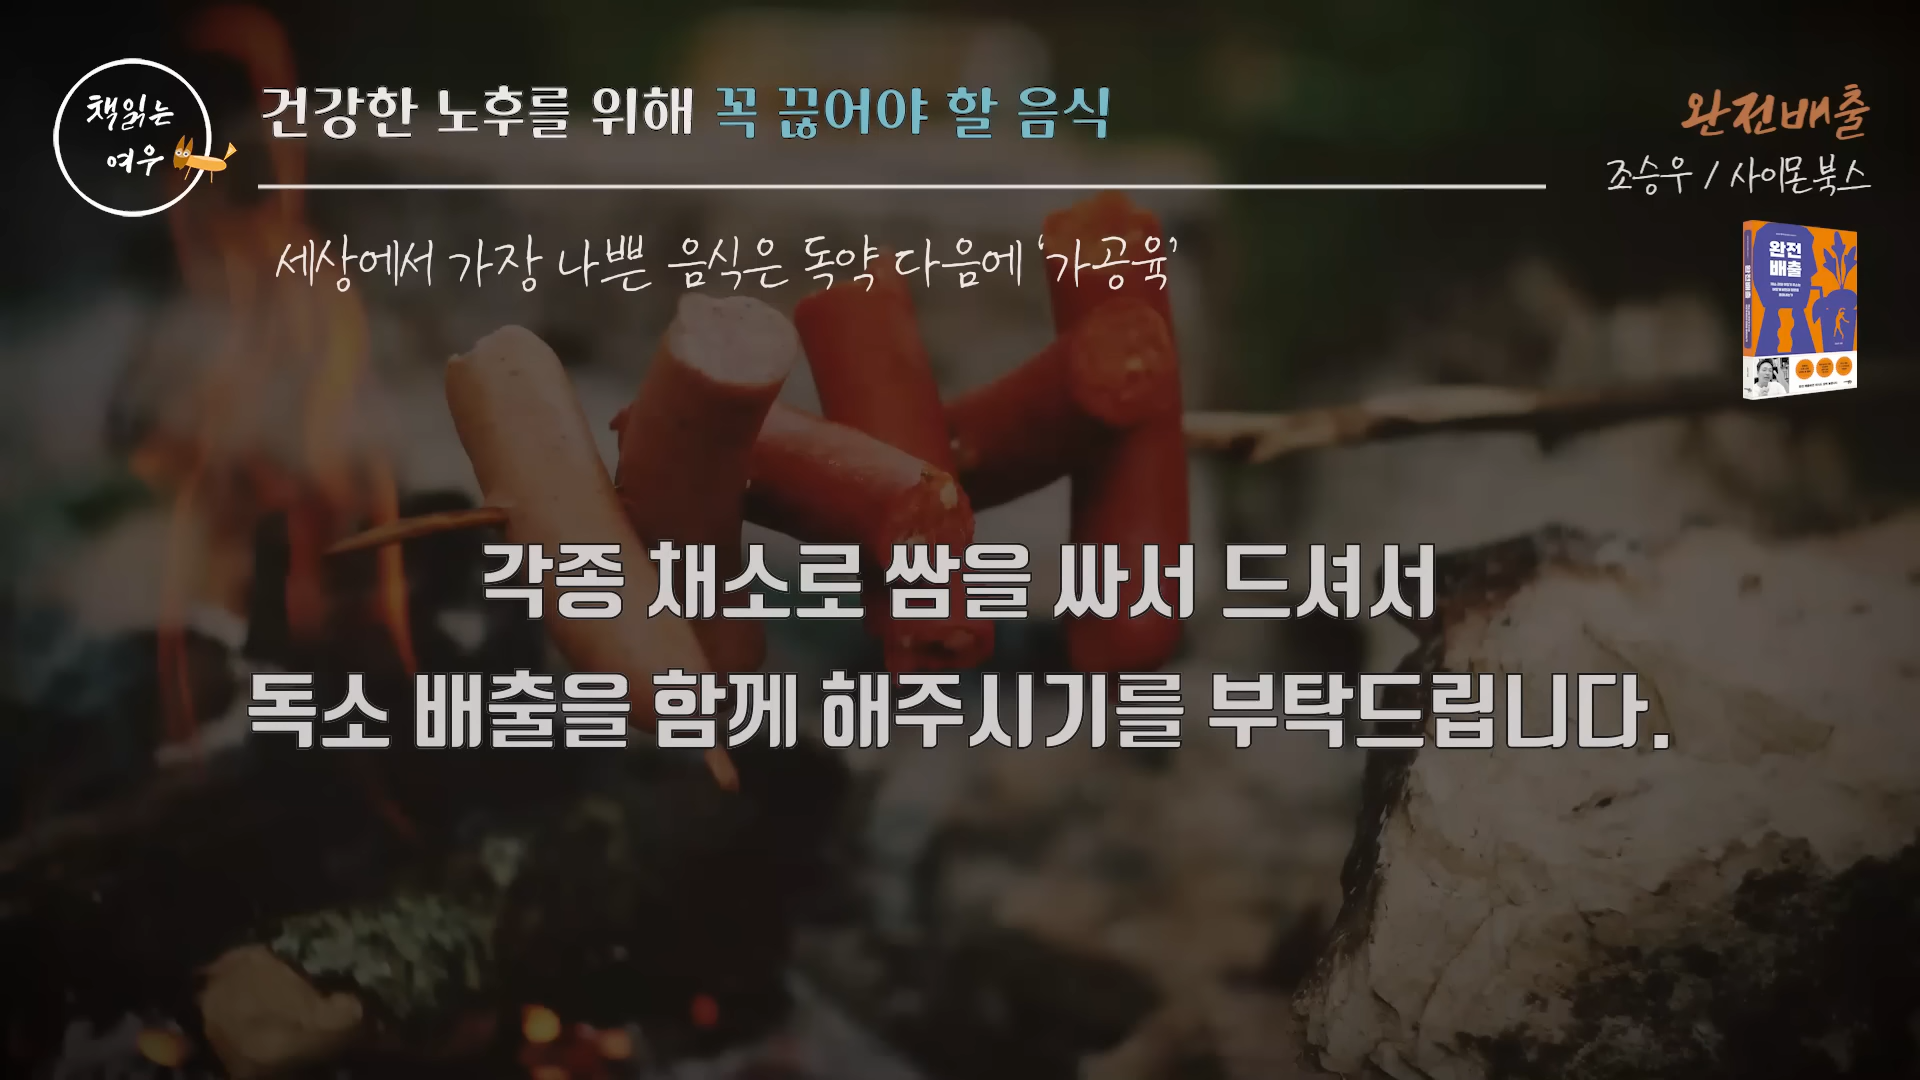 책읽는
여우
건강한 노후를 위해 꼭 끊어야 할 음식
완전배출
조승우 / 사이몬북스
세상에서 가장 나쁜 음식은 독약 다음에 '가공육'
완전
배출
각종 채소로 쌈을 싸서 드셔서
독소 배출을 함께 해주시기를 부탁드립니다.